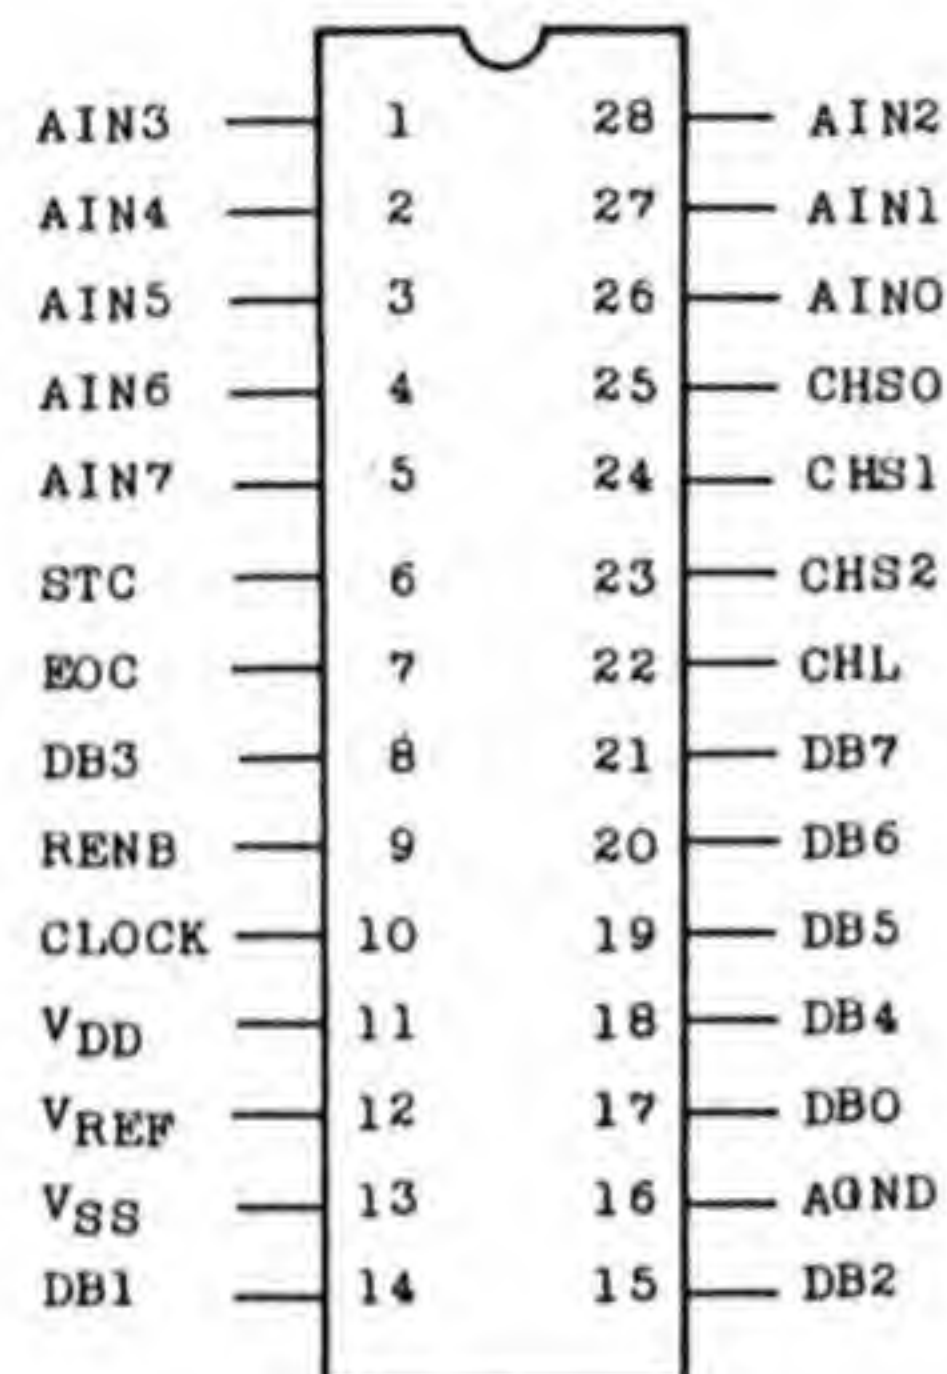 AIN3 1 28 AIN2
AIN4 2 27 AIN1
AIN5 3 26 AIN0
AIN6 4 25 CHS0
AIN7 5 24 CHS1
STC 6 23 CHS2
EOC 7 22 CHL
DB3 8 21 DB7
RENB 9 20 DB6
CLOCK 10 19 DB5
VDD 11 18 DB4
VREF 12 17 DB0
VSS 13 16 AGND
DB1 14 15 DB2